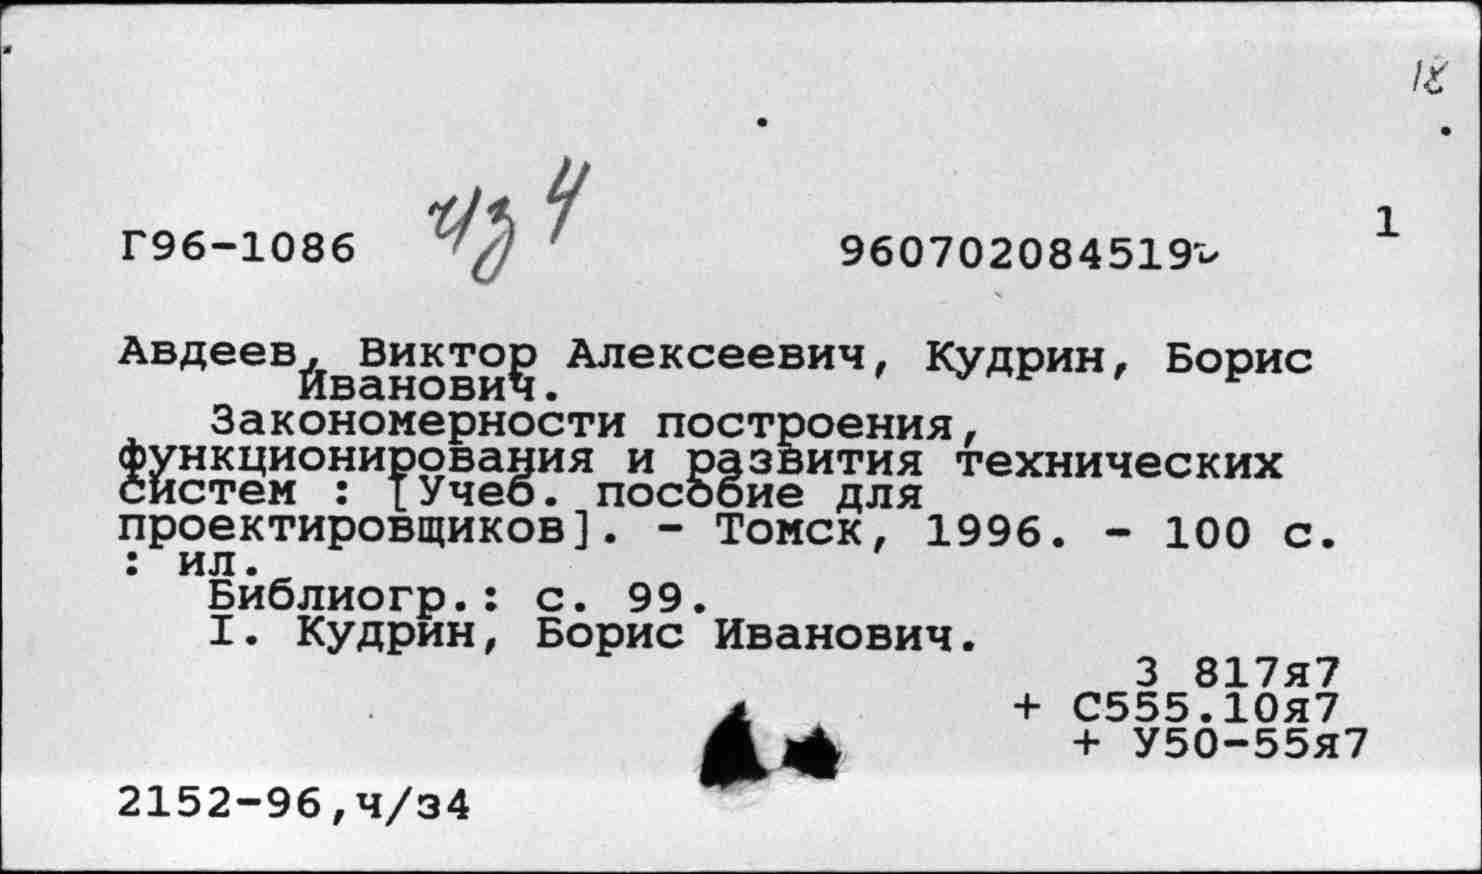 Г96-1086
чз 4
960702084519
1
Авдеев, Виктор Алексеевич, Кудрин, Борис
Иванович.
Закономерности построения,
функционирования и развития технических
систем : [Учеб. пособие для
проектировщиков]. - Томск, 1996. - 100 с.
: ил.
Библиогр.: с. 99.
I. Кудрин, Борис Иванович.
З 817я7
+ С555.10я7
+ У50-55я7
2152-96,ч/з4